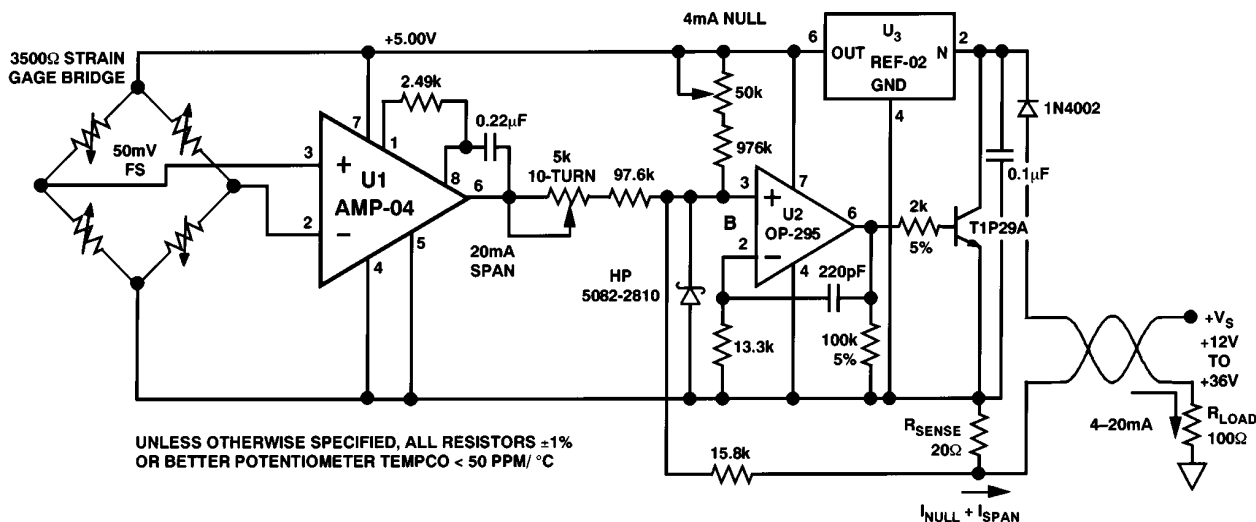 4mA NULL
3500Ω STRAIN
GAGE BRIDGE
+5.00V
6
OUT
U3
REF-02
GND
N
2
4
2.49k
0.22µF
50k
976k
1N4002
0.1µF
50mV
FS
3
+
7
1
8
6
U1
AMP-04
2
–
5
4
5k
10-TURN
97.6k
20mA
SPAN
B
3
+
7
U2
OP-295
6
2
–
4
2k
5%
T1P29A
HP
5082-2810
220pF
13.3k
100k
5%
+VS
+12V
TO
+36V
4–20mA
RLOAD
100Ω
RSENSE
20Ω
15.8k
INULL + ISPAN
UNLESS OTHERWISE SPECIFIED, ALL RESISTORS ±1%
OR BETTER POTENTIOMETER TEMPCO < 50 PPM/ °C